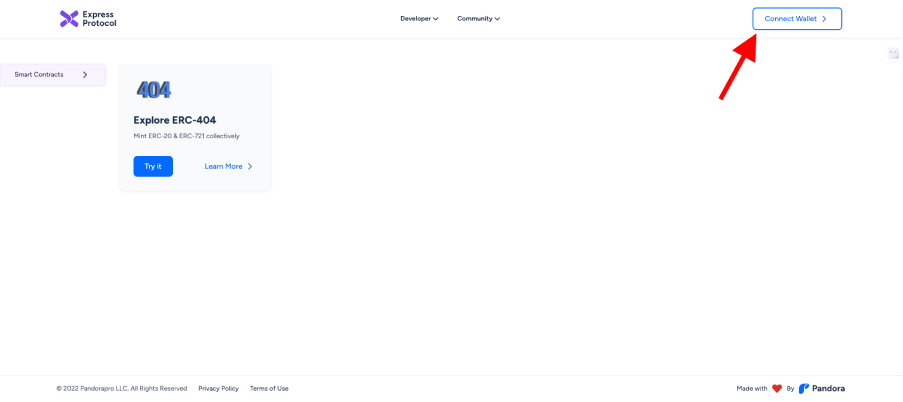 Express
Protocol
Developer
Community
Connect Wallet
Smart Contracts
404
Explore ERC-404
Mint ERC-20 & ERC-721 collectively
Try it
Learn More
© 2022 Pandorapro LLC, All Rights Reserved
Privacy Policy
Terms of Use
Made with
By
Pandora